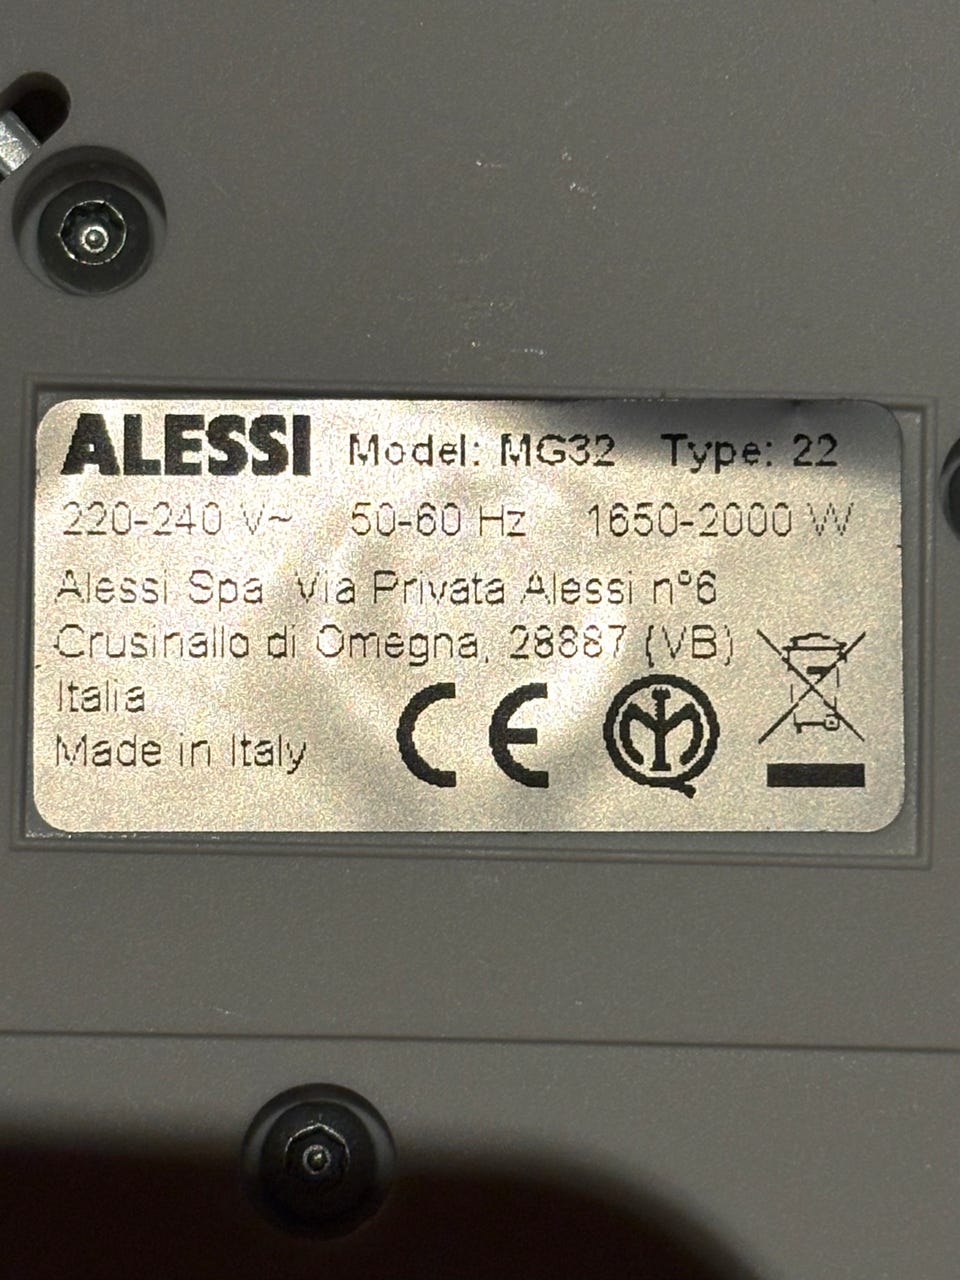 ALESSI Model: MG32 Type: 22
220-240 V~ 50-60 Hz 1650-2000 W
Alessi Spa Via Privata Alessi n°6
Crusinallo di Omegna, 28887 (VB)
Italia
Made in Italy
CE